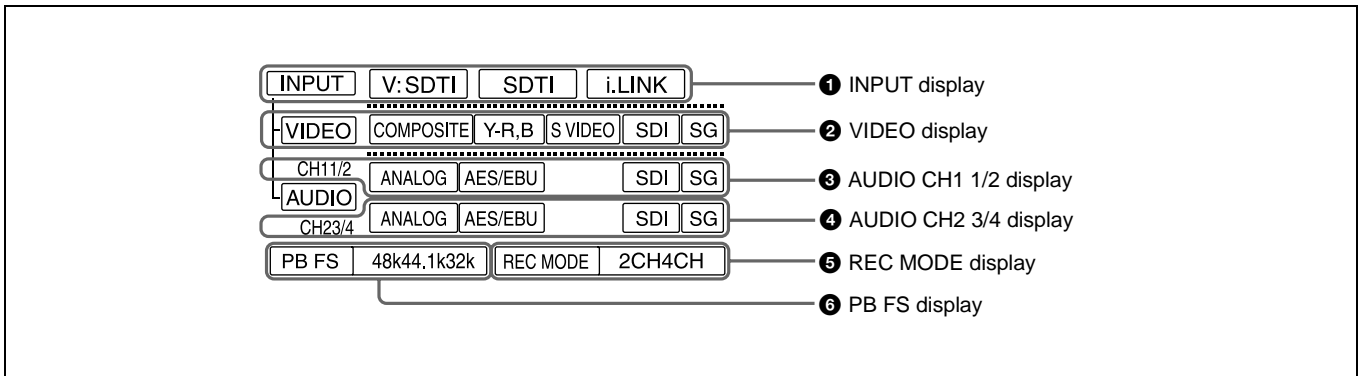 INPUT V:SDTI SDTI i.LINK ❶ INPUT display
VIDEO COMPOSITE Y-R,B S VIDEO SDI SG ❷ VIDEO display
CH11/2 ANALOG AES/EBU SDI SG ❸ AUDIO CH1 1/2 display
AUDIO
CH23/4 ANALOG AES/EBU SDI SG ❹ AUDIO CH2 3/4 display
PB FS 48k44.1k32k REC MODE 2CH4CH ❺ REC MODE display
❻ PB FS display